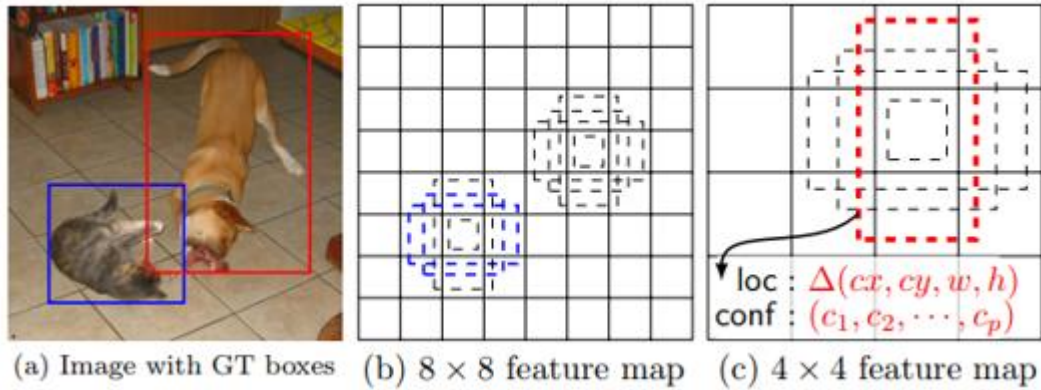 loc : Δ(cx, cy, w, h)
conf : (c₁, c₂, ⋯, cₚ)
(a) Image with GT boxes
(b) 8 × 8 feature map
(c) 4 × 4 feature map